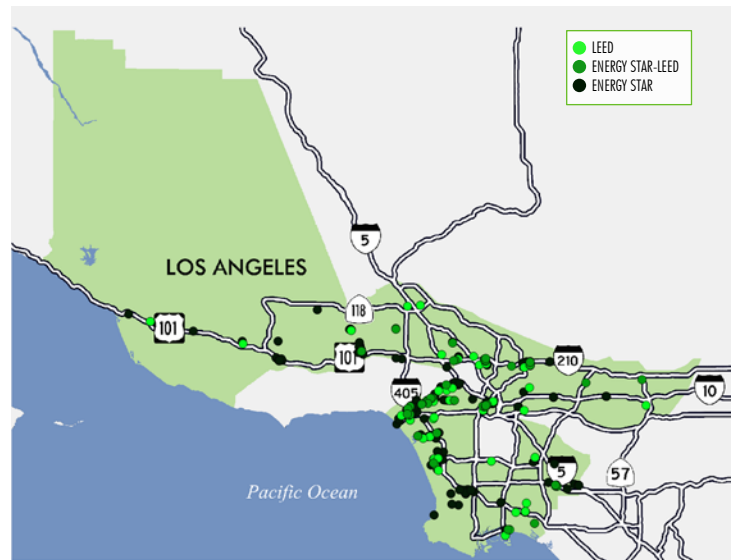 LEED
ENERGY STAR-LEED
ENERGY STAR
5
LOS ANGELES
118
101
101
210
405
10
5
57
Pacific Ocean